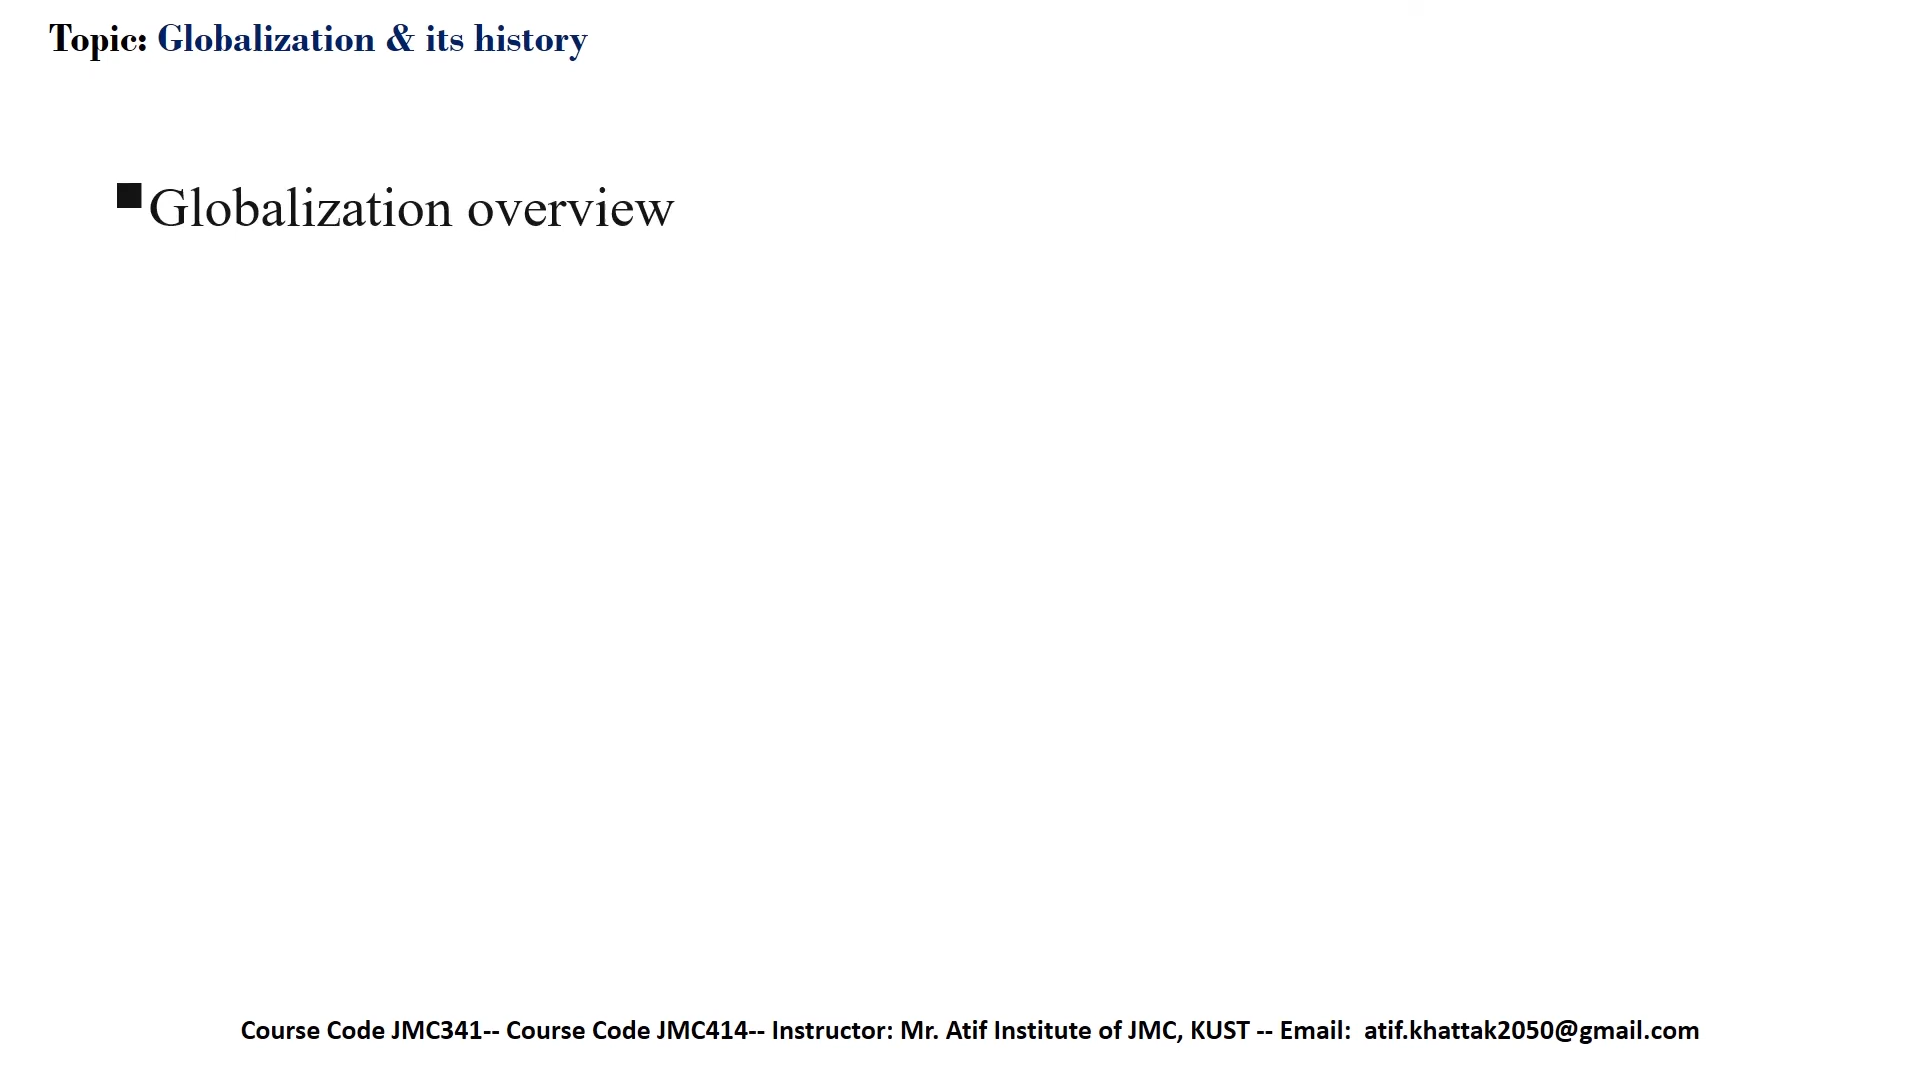 Topic: Globalization & its history
▪Globalization overview
Course Code JMC341-- Course Code JMC414-- Instructor: Mr. Atif Institute of JMC, KUST -- Email:  atif.khattak2050@gmail.com